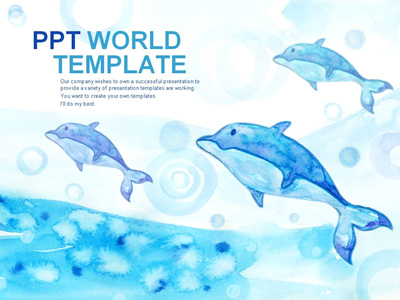 PPT WORLD
TEMPLATE
Our company wishes to own a successful presentation to
provide a variety of presentation templates are working.
You want to create your own templates.
I'll do my best.